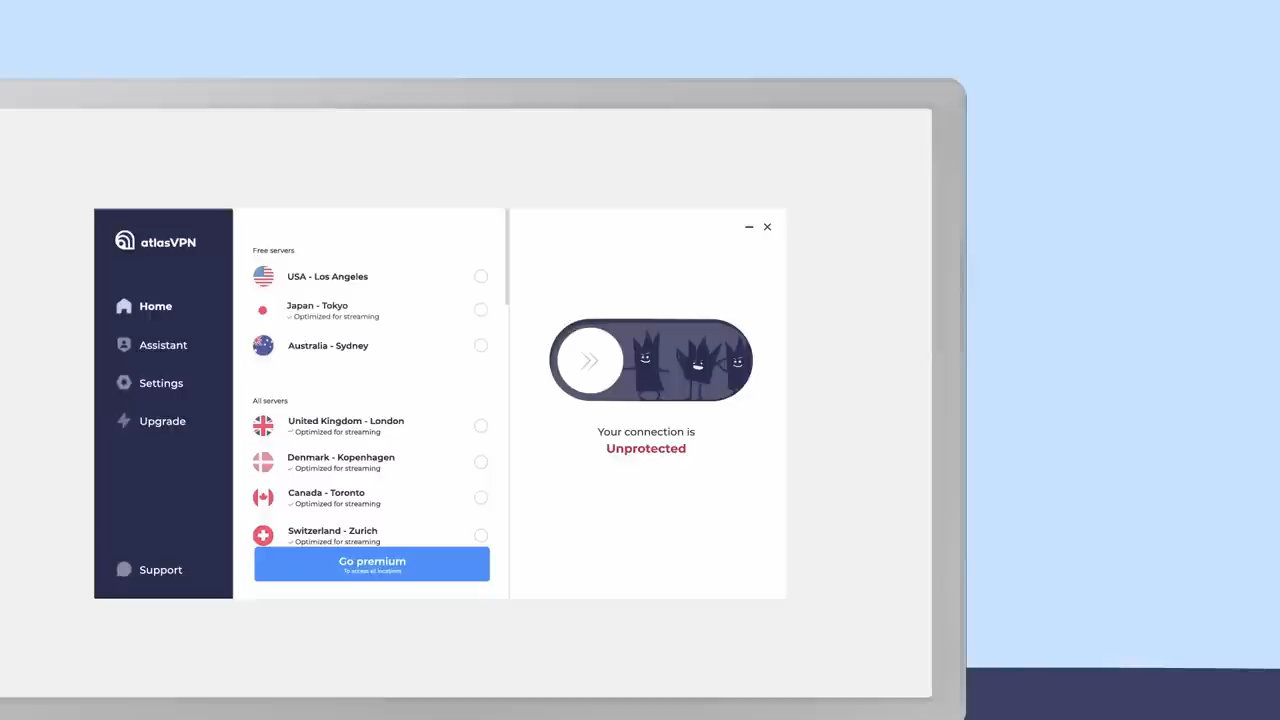 atlasVPN
Home
Assistant
Settings
Upgrade
Support
Free servers
USA - Los Angeles
Japan - Tokyo
Optimized for streaming
Australia - Sydney
All servers
United Kingdom - London
Optimized for streaming
Denmark - Kopenhagen
Optimized for streaming
Canada - Toronto
Optimized for streaming
Switzerland - Zurich
Optimized for streaming
Go premium
To access all locations
Your connection is
Unprotected